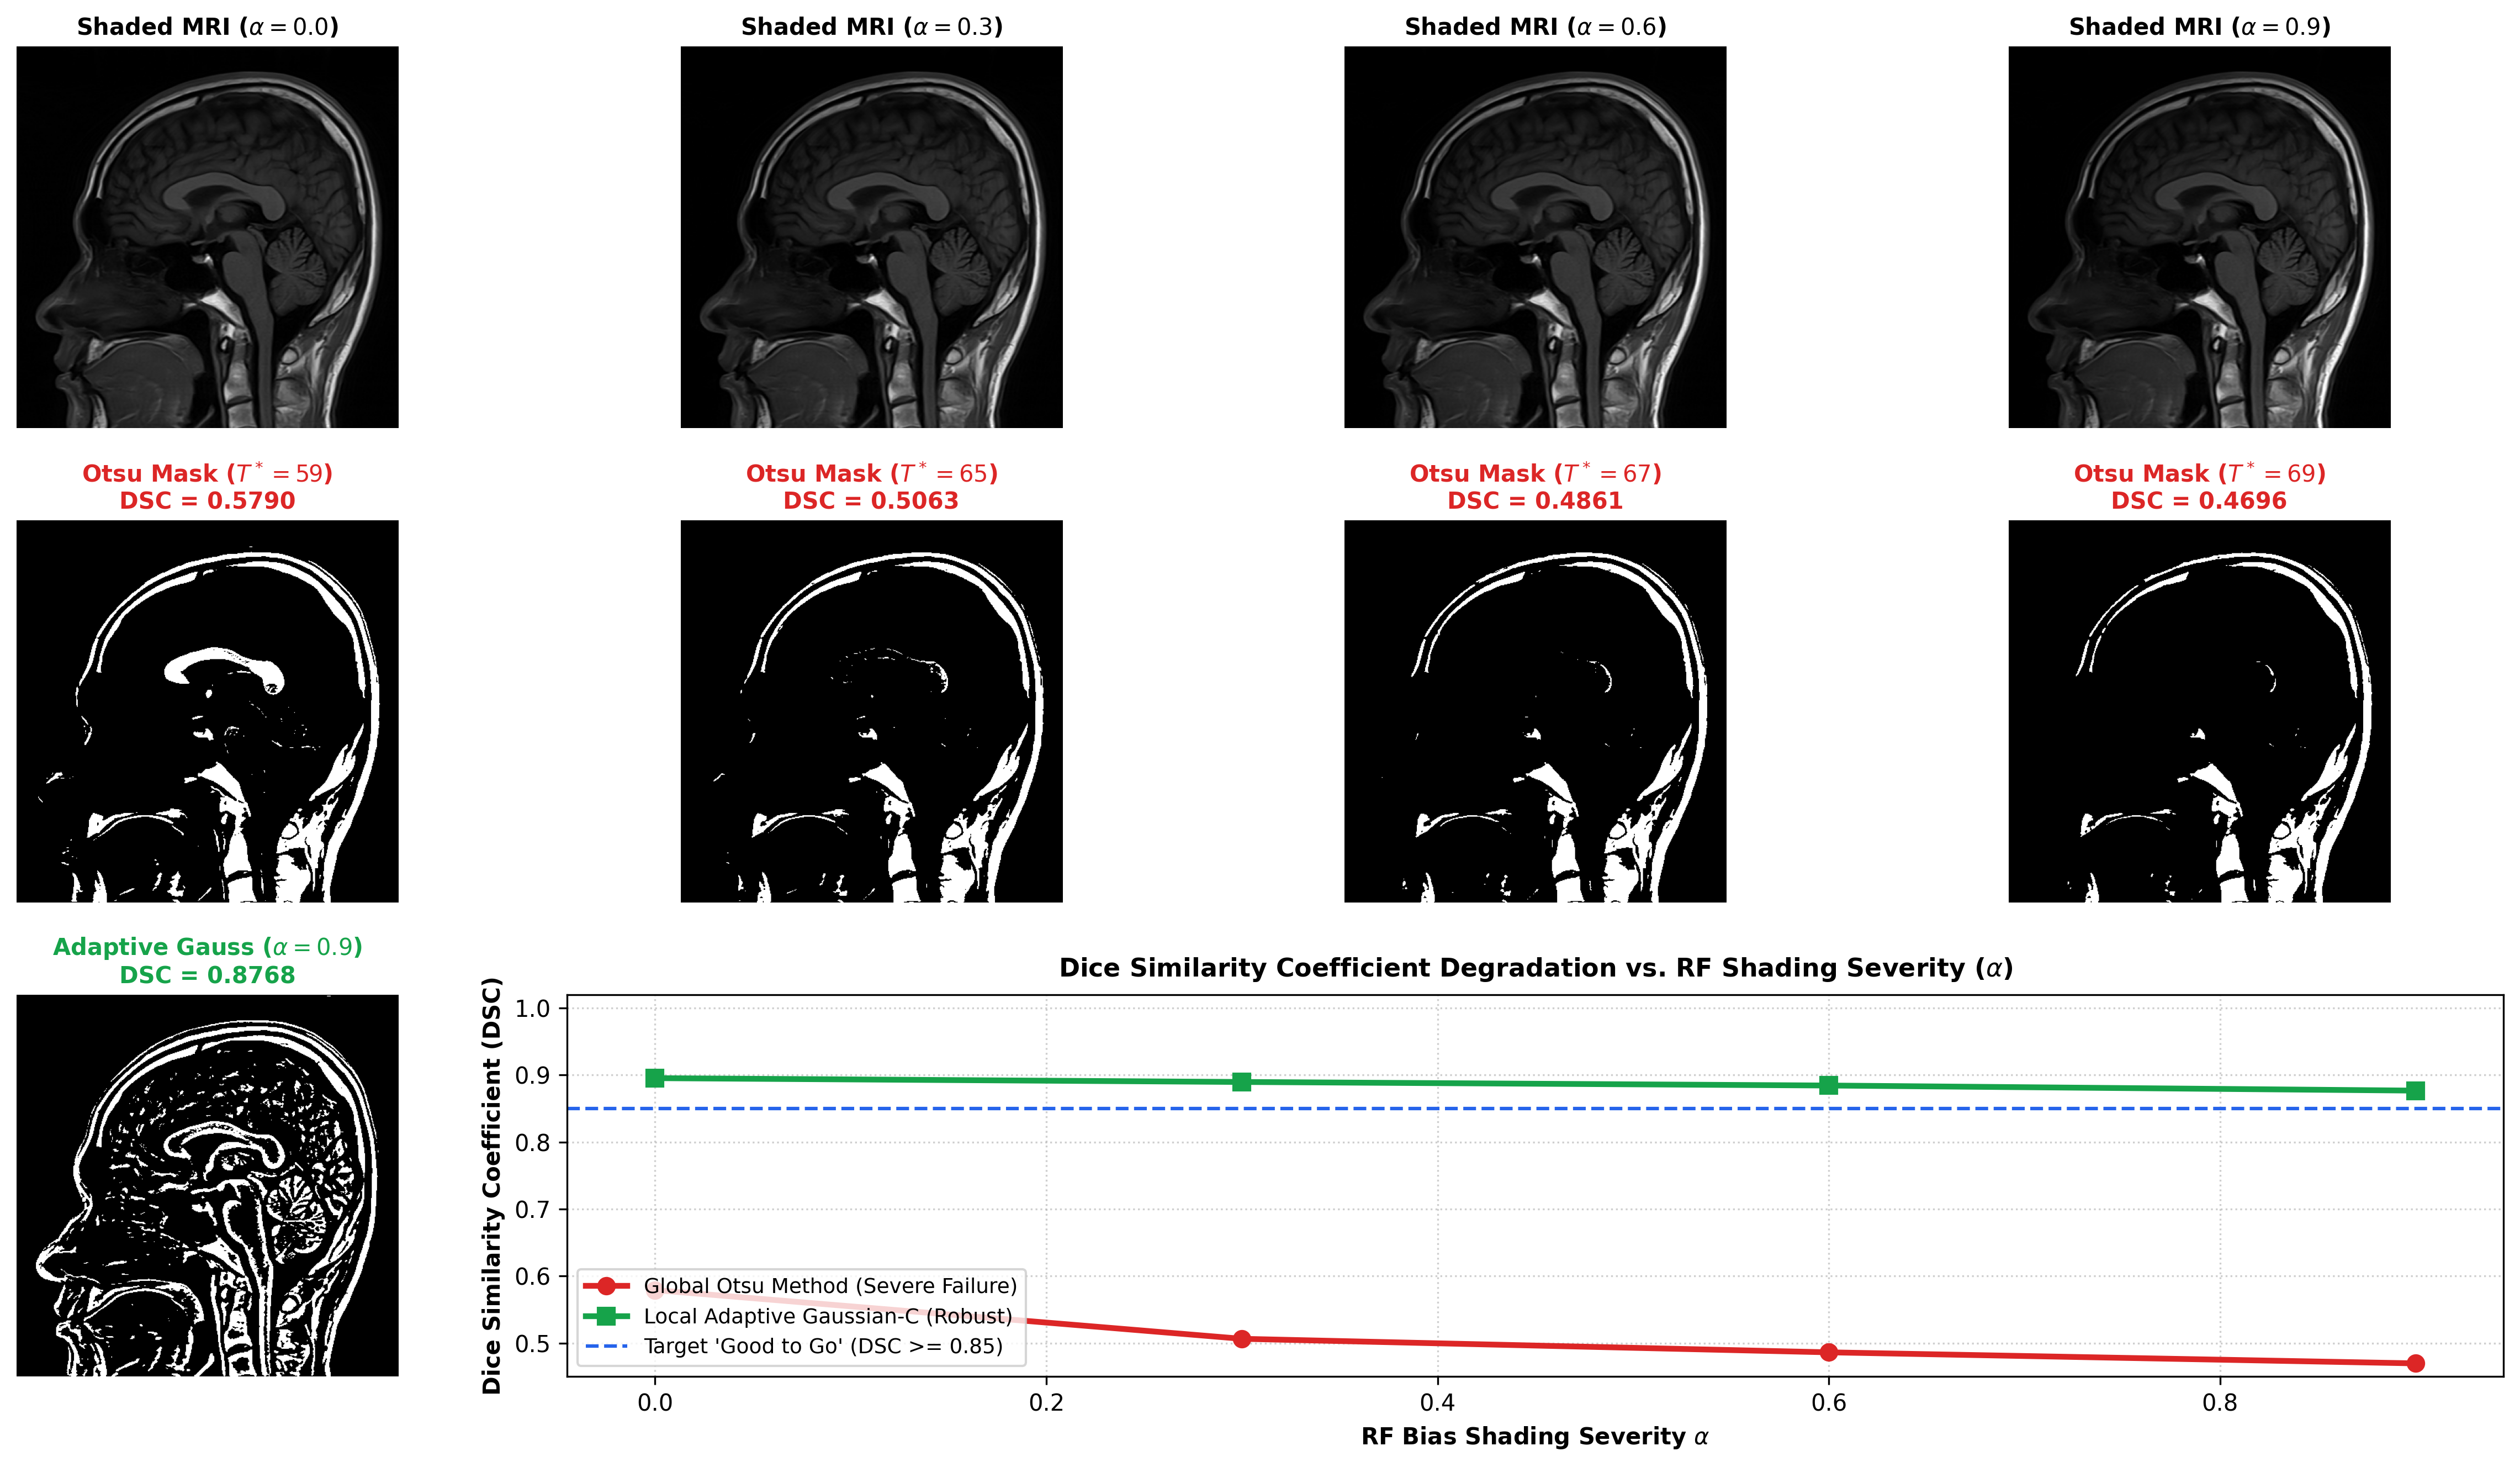 Shaded MRI (α = 0.0)
Shaded MRI (α = 0.3)
Shaded MRI (α = 0.6)
Shaded MRI (α = 0.9)
Otsu Mask (T* = 59)
DSC = 0.5790
Otsu Mask (T* = 65)
DSC = 0.5063
Otsu Mask (T* = 67)
DSC = 0.4861
Otsu Mask (T* = 69)
DSC = 0.4696
Adaptive Gauss (α = 0.9)
DSC = 0.8768
Dice Similarity Coefficient Degradation vs. RF Shading Severity (α)
Dice Similarity Coefficient (DSC)
1.0
0.9
0.8
0.7
0.6
0.5
Global Otsu Method (Severe Failure)
Local Adaptive Gaussian-C (Robust)
Target 'Good to Go' (DSC >= 0.85)
0.0
0.2
0.4
0.6
0.8
RF Bias Shading Severity α